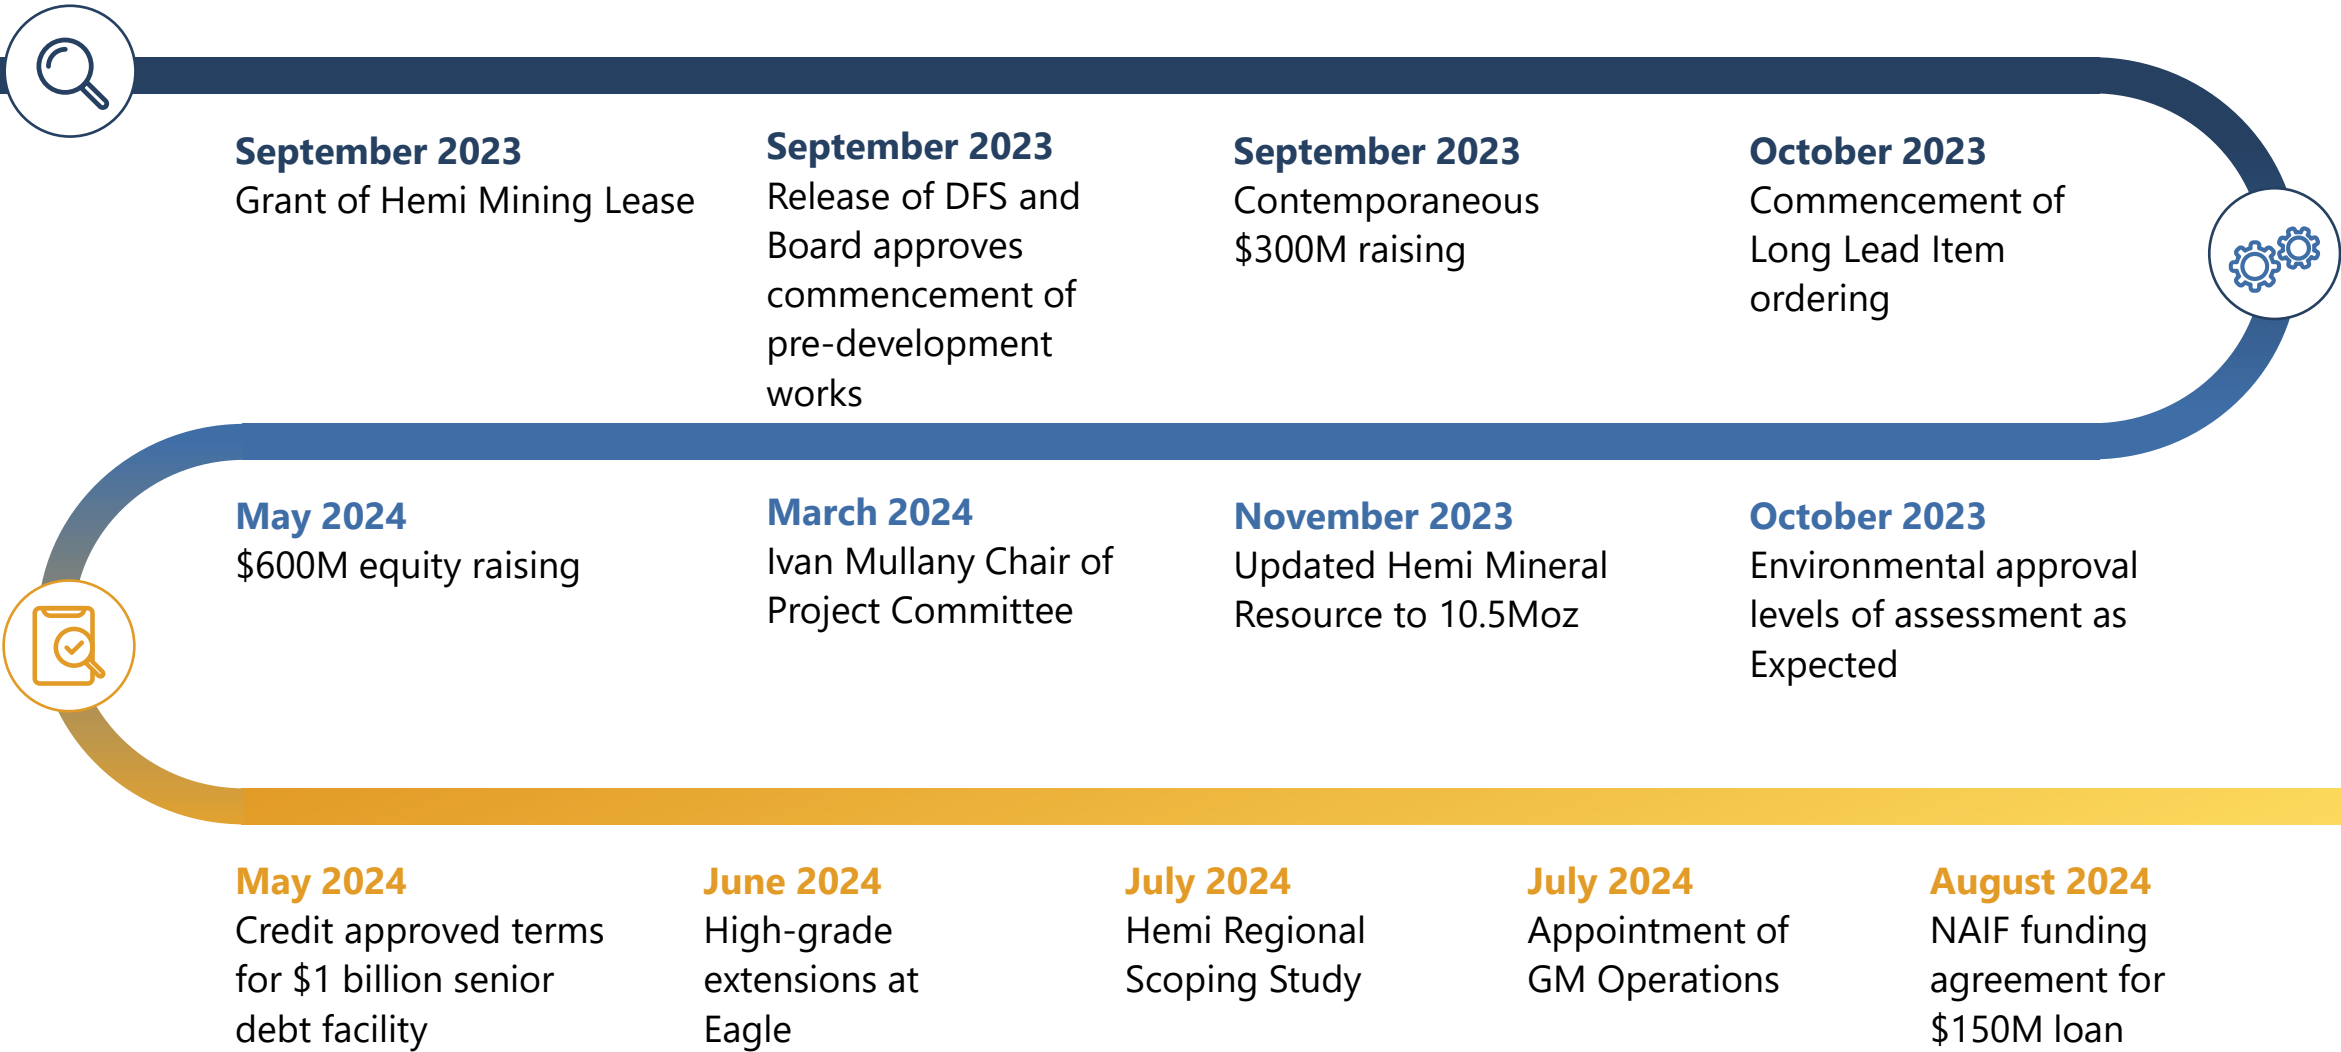 September 2023
Grant of Hemi Mining Lease
September 2023
Release of DFS and
Board approves
commencement of
pre-development
works
September 2023
Contemporaneous
$300M raising
October 2023
Commencement of
Long Lead Item
ordering
May 2024
$600M equity raising
March 2024
Ivan Mullany Chair of
Project Committee
November 2023
Updated Hemi Mineral
Resource to 10.5Moz
October 2023
Environmental approval
levels of assessment as
Expected
May 2024
Credit approved terms
for $1 billion senior
debt facility
June 2024
High-grade
extensions at
Eagle
July 2024
Hemi Regional
Scoping Study
July 2024
Appointment of
GM Operations
August 2024
NAIF funding
agreement for
$150M loan